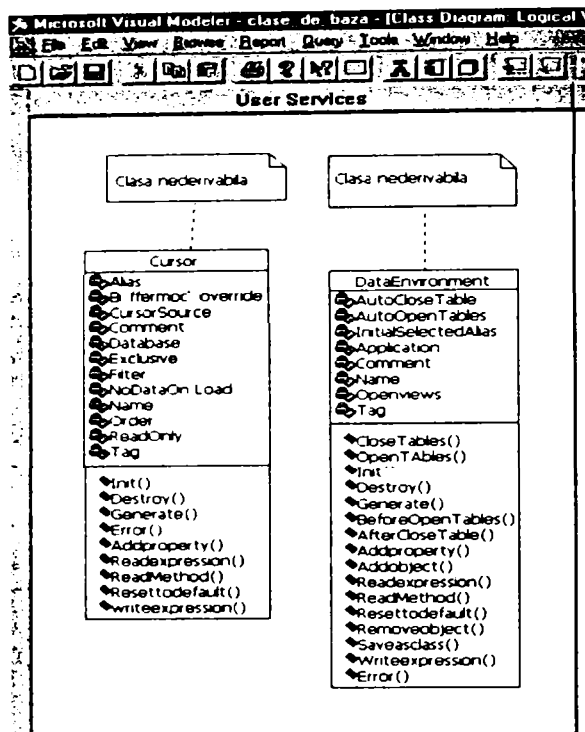 Microsoft Visual Modeler - clase_de_baza - [Class Diagram: Logical
File Edit View Browse Report Query Tools Window Help
User Services
Clasa nederivabila
Cursor
Alias
override
CursorSource
Comment
Database
Exclusive
Filter
NoDataOn Load
Name
Order
ReadOnly
Tag
Init()
Destroy()
Generate()
Error()
Addproperty()
Readexpression()
ReadMethod()
Resettodefault()
writeexpression()
Clasa nederivabila
DataEnvironment
AutoCloseTable
AutoOpenTables
InitialSelectedAlias
Application
Comment
Name
Openviews
Tag
CloseTables()
OpenTAbles()
Init
Destroy()
Generate()
BeforeOpenTables()
AfterCloseTable()
Addproperty()
Addobject()
Readexpression()
ReadMethod()
Resettodefault()
Removeobject()
Saveasclass()
Writeexpression()
Error()